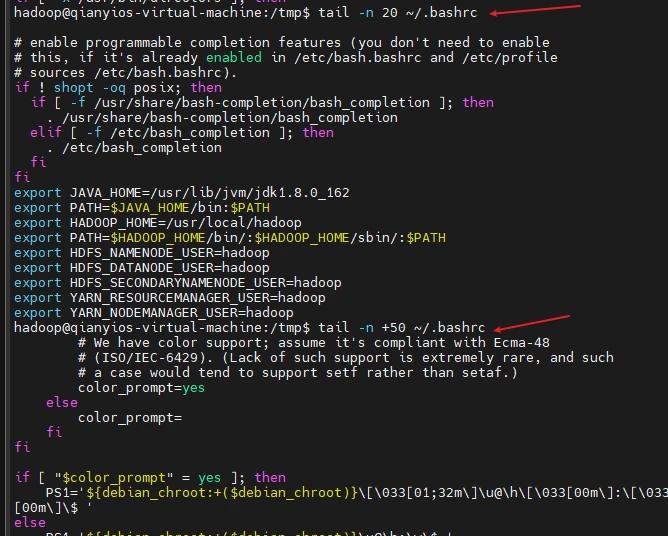 hadoop@qianyios-virtual-machine:/tmp$ tail -n 20 ~/.bashrc

# enable programmable completion features (you don't need to enable
# this, if it's already enabled in /etc/bash.bashrc and /etc/profile
# sources /etc/bash.bashrc).
if ! shopt -oq posix; then
  if [ -f /usr/share/bash-completion/bash_completion ]; then
    . /usr/share/bash-completion/bash_completion
  elif [ -f /etc/bash_completion ]; then
    . /etc/bash_completion
  fi
fi
export JAVA_HOME=/usr/lib/jvm/jdk1.8.0_162
export PATH=$JAVA_HOME/bin:$PATH
export HADOOP_HOME=/usr/local/hadoop
export PATH=$HADOOP_HOME/bin/:$HADOOP_HOME/sbin/:$PATH
export HDFS_NAMENODE_USER=hadoop
export HDFS_DATANODE_USER=hadoop
export HDFS_SECONDARYNAMENODE_USER=hadoop
export YARN_RESOURCEMANAGER_USER=hadoop
export YARN_NODEMANAGER_USER=hadoop
hadoop@qianyios-virtual-machine:/tmp$ tail -n +50 ~/.bashrc
        # We have color support; assume it's compliant with Ecma-48
        # (ISO/IEC-6429). (Lack of such support is extremely rare, and such
        # a case would tend to support setf rather than setaf.)
        color_prompt=yes
    else
        color_prompt=
    fi
fi

if [ "$color_prompt" = yes ]; then
    PS1='${debian_chroot:+($debian_chroot)}\[\033[01;32m\]\u@\h\[\033[00m\]:\[\033
[00m\]\$ '
else